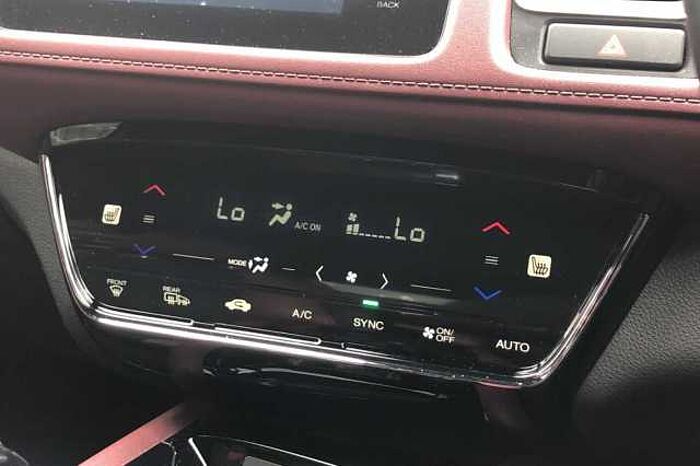 BACK
Lo A/C ON Lo
MODE
FRONT
REAR
A/C
SYNC
ON/
OFF
AUTO